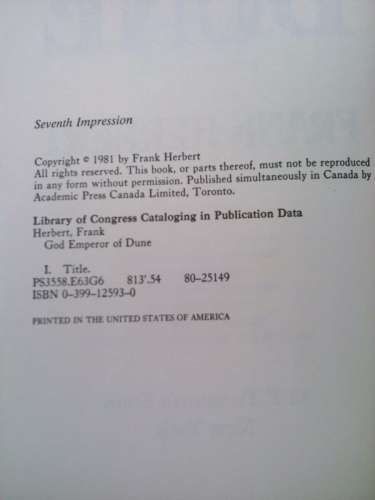 Seventh Impression
Copyright © 1981 by Frank Herbert
All rights reserved. This book, or parts thereof, must not be reproduced
in any form without permission. Published simultaneously in Canada by
Academic Press Canada Limited, Toronto.
Library of Congress Cataloging in Publication Data
Herbert, Frank
God Emperor of Dune
I. Title.
PS3558.E63G6 813'.54 80-25149
ISBN 0-399-12593-0
PRINTED IN THE UNITED STATES OF AMERICA